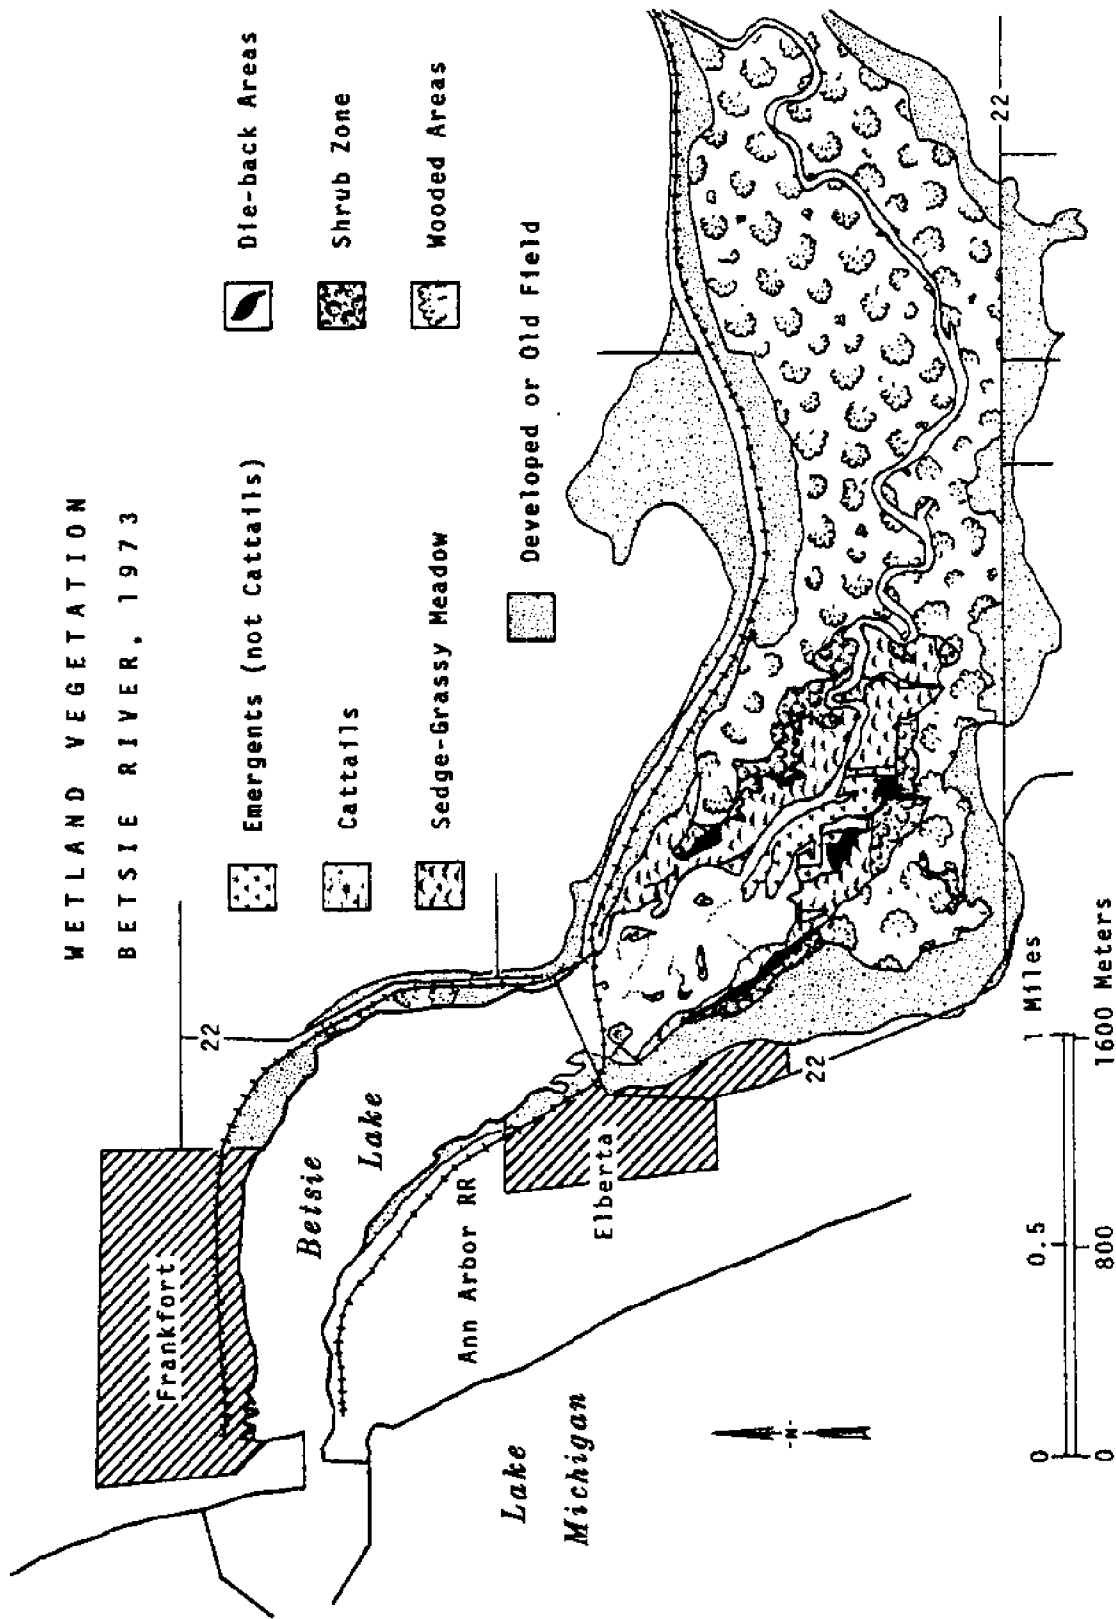 WETLAND VEGETATION
BETSIE RIVER, 1973
Emergents (not Cattails)
Die-back Areas
Cattails
Shrub Zone
Sedge-Grassy Meadow
Wooded Areas
Developed or Old Field
Frankfort
22
Betsie
Lake
Ann Arbor RR
Elberta
Lake
Michigan
22
22
N
0 0.5 1 Miles
0 800 1600 Meters